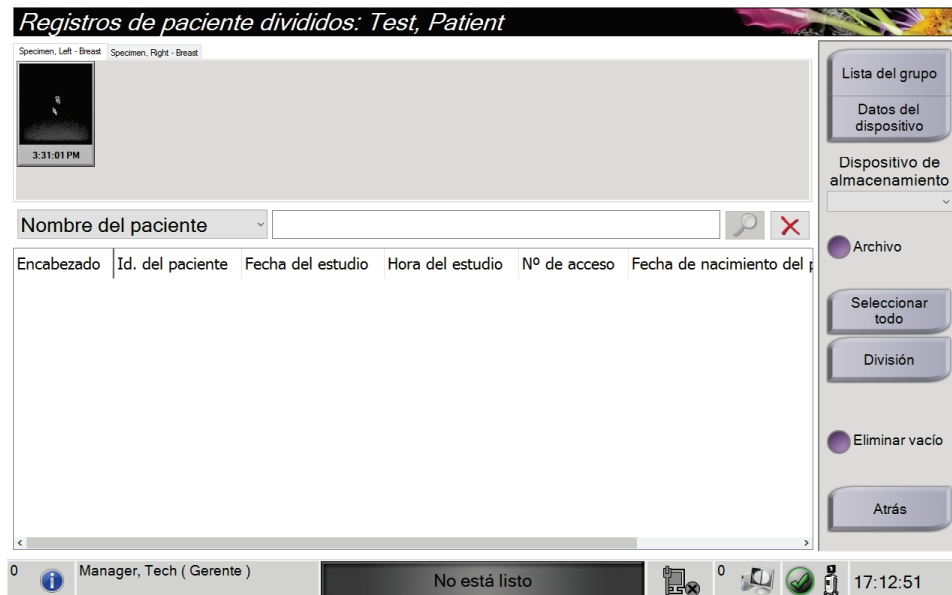 Registros de paciente divididos: Test, Patient
Specimen, Left - Breast Specimen, Right - Breast
3:31:01 PM
Lista del grupo
Datos del
dispositivo
Dispositivo de
almacenamiento
Nombre del paciente
Archivo
Encabezado Id. del paciente Fecha del estudio Hora del estudio Nº de acceso Fecha de nacimiento del p
Seleccionar
todo
División
Eliminar vacío
Atrás
0 Manager, Tech ( Gerente ) No está listo 0 17:12:51